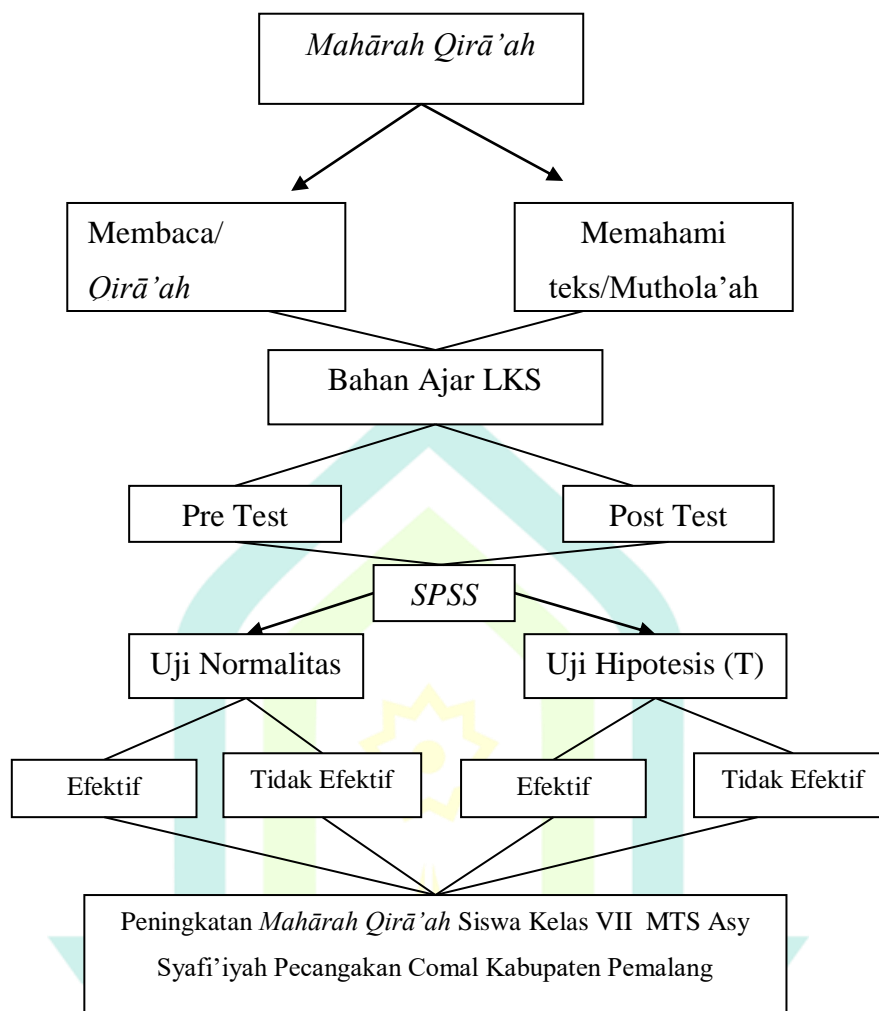 Mahārah Qirā’ah
Membaca/
Qirā’ah
Memahami
teks/Muthola’ah
Bahan Ajar LKS
Pre Test
Post Test
SPSS
Uji Normalitas
Uji Hipotesis (T)
Efektif
Tidak Efektif
Efektif
Tidak Efektif
Peningkatan Mahārah Qirā’ah Siswa Kelas VII MTS Asy
Syafi’iyah Pecangakan Comal Kabupaten Pemalang